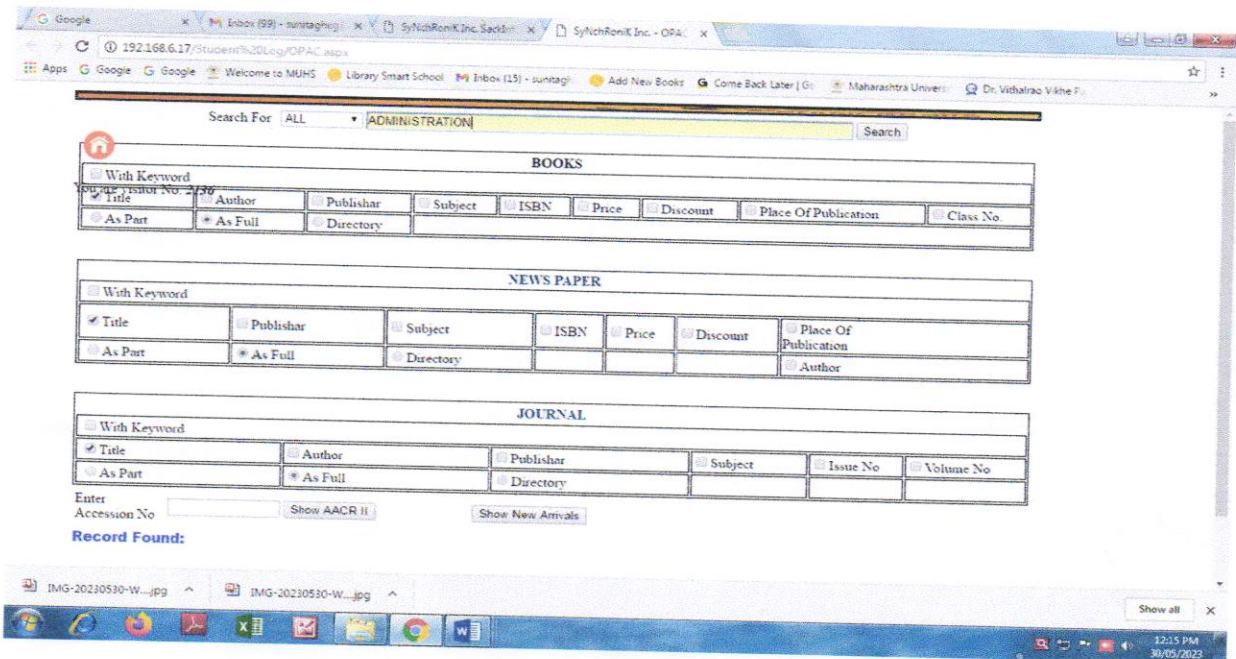 Google
Inbox (99) - sunitaghog
SyNchRoniK Inc. Sack
SyNchRoniK Inc. - OPAC
192.168.6.17/Student%20Log/OPAC.aspx
Apps Google Google Welcome to MUHS Library Smart School Inbox (15) - sunitag Add New Books Come Back Later | G Maharashtra Univers Dr. Vithalrao Vikhe P
Search For ALL ADMINISTRATION Search
BOOKS
With Keyword
You are visitor No. 2136
Title Author Publishar Subject ISBN Price Discount Place Of Publication Class No.
As Part As Full Directory
NEWS PAPER
With Keyword
Title Publishar Subject ISBN Price Discount Place Of
Publication
As Part As Full Directory Author
JOURNAL
With Keyword
Title Author Publishar Subject Issue No Volume No
As Part As Full Directory
Enter
Accession No Show AACR II Show New Arrivals
Record Found:
IMG-20230530-W....jpg IMG-20230530-W....jpg Show all
12:15 PM
30/05/2023